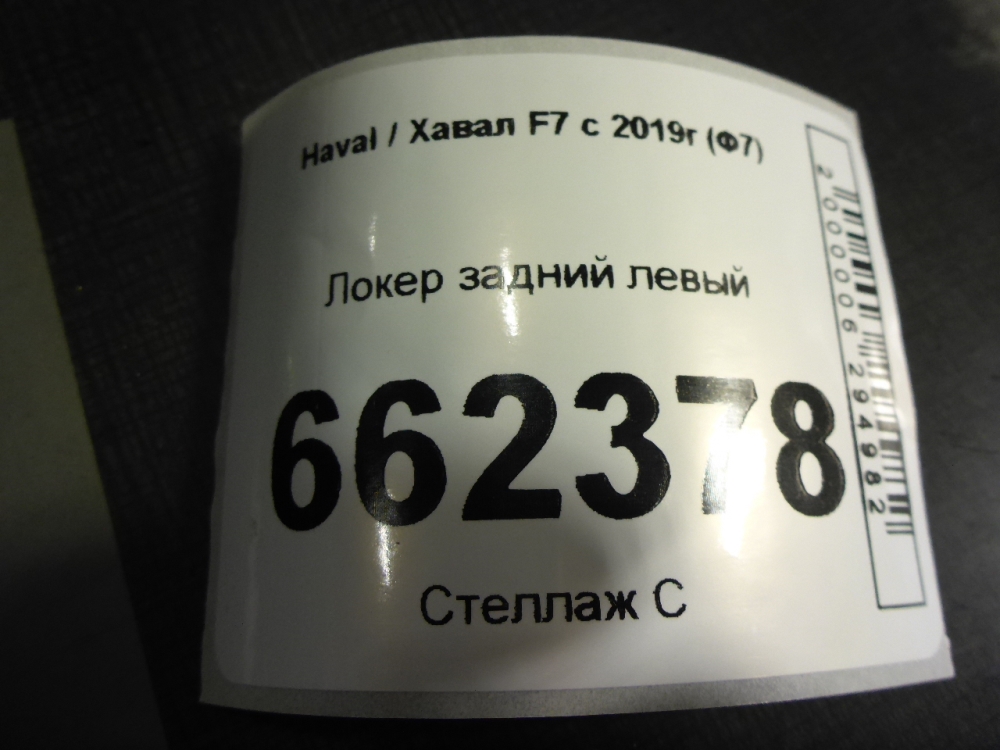 Haval / Хавал F7 с 2019г (Ф7)
Локер задний левый
662378
Стеллаж С
2000006294982